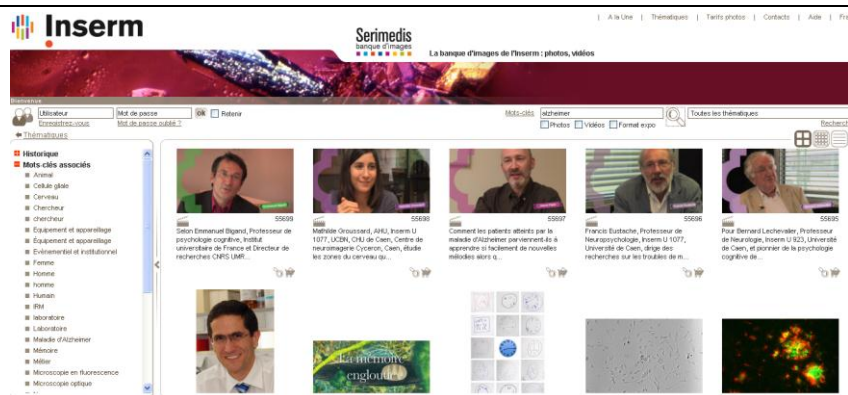 | A la Une | Thématiques | Tarifs photos | Contacts | Aide | Fra
Inserm
Serimedis
banque d'images
La banque d'images de l'Inserm : photos, vidéos
Bienvenue
Utilisateur Mot de passe ok Retenir Mots-clés alzheimer Toutes les thématiques
Enregistrez-vous Mot de passe oublié ? Photos Vidéos Format expo Recherch
Thématiques
Historique
Mots-clés associés
Animal
Cellule gliale
Cerveau
Chercheur
chercheur
Equipement et appareillage
Équipement et appareillage
Evènementiel et institutionnel
Femme
Homme
homme
Humain
IRM
laboratoire
Laboratoire
Maladie d'Alzheimer
Mémoire
Métier
Microscopie en fluorescence
Microscopie optique
55699
Selon Emmanuel Bigand, Professeur de
psychologie cognitive, Institut
universitaire de France et Directeur de
recherches CNRS UMR...
55698
Mathilde Groussard, AHU, Inserm U
1077, UCBN, CHU de Caen, Centre de
neuroimagerie Cyceron, Caen, étudie
les zones du cerveau qu...
55697
Comment les patients atteints par la
maladie d'Alzheimer parviennent-ils à
apprendre si facilement de nouvelles
mélodies alors q...
55696
Francis Eustache, Professeur de
Neuropsychologie, Inserm U 1077,
Université de Caen, dirige des
recherches sur les troubles de m...
55695
Pour Bernard Lechevalier, Professeur
de Neurologie, Inserm U 923, Université
de Caen, et pionnier de la psychologie
cognitive de...
La mémoire
engloutie